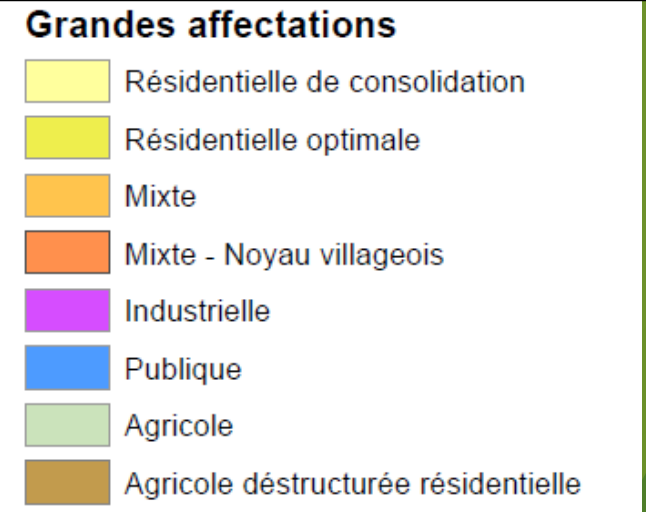 Grandes affectations
Résidentielle de consolidation
Résidentielle optimale
Mixte
Mixte - Noyau villageois
Industrielle
Publique
Agricole
Agricole déstructurée résidentielle